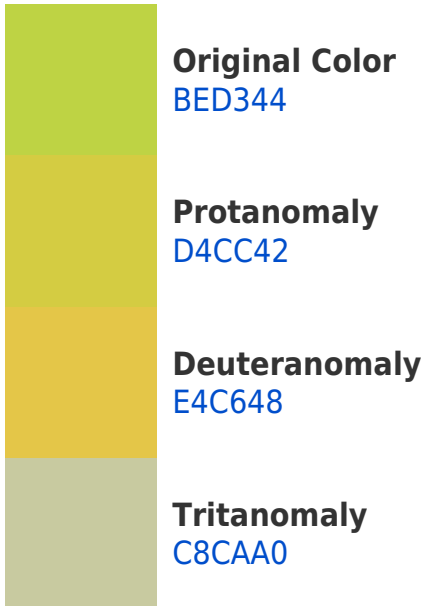 Original Color
BED344
Protanomaly
D4CC42
Deuteranomaly
E4C648
Tritanomaly
C8CAA0